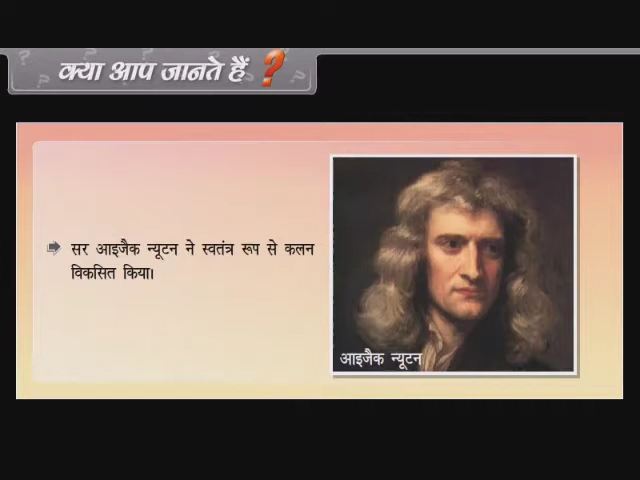 क्या आप जानते हैं ?
सर आइजैक न्यूटन ने स्वतंत्र रूप से कलन
विकसित किया।
आइजैक न्यूटन